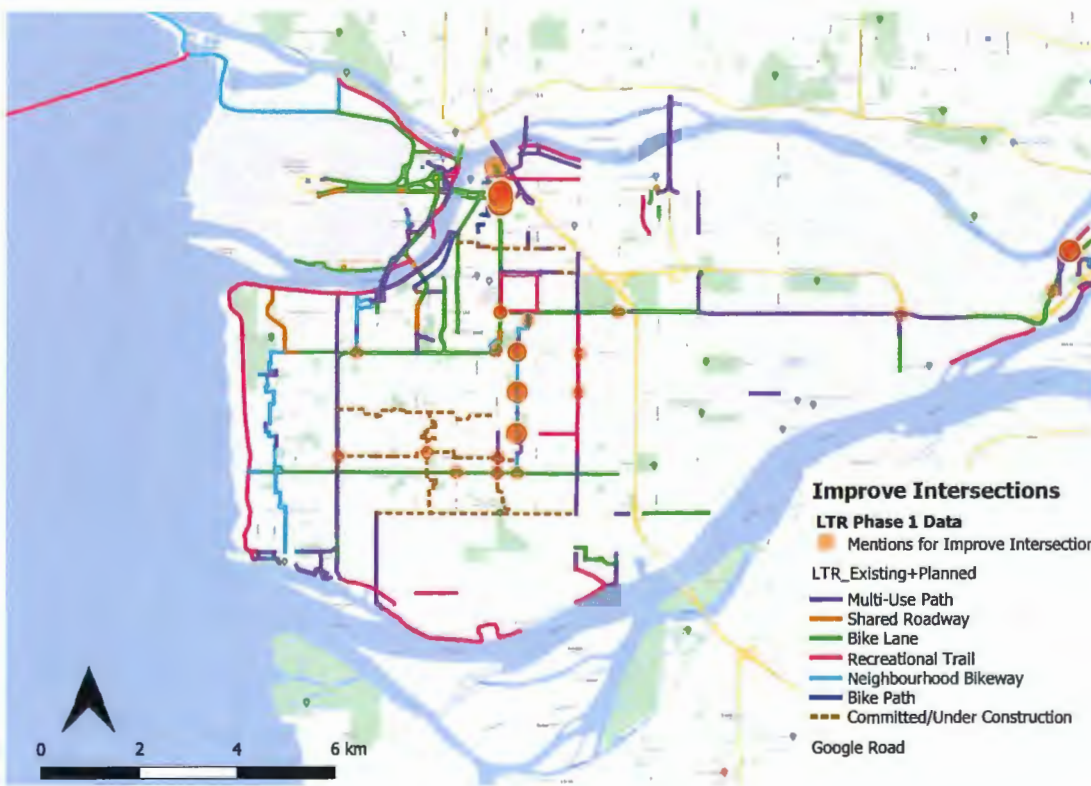 Improve Intersections
LTR Phase 1 Data
Mentions for Improve Intersection
LTR_Existing+Planned
Multi-Use Path
Shared Roadway
Bike Lane
Recreational Trail
Neighbourhood Bikeway
Bike Path
Committed/Under Construction
Google Road
0 2 4 6 km